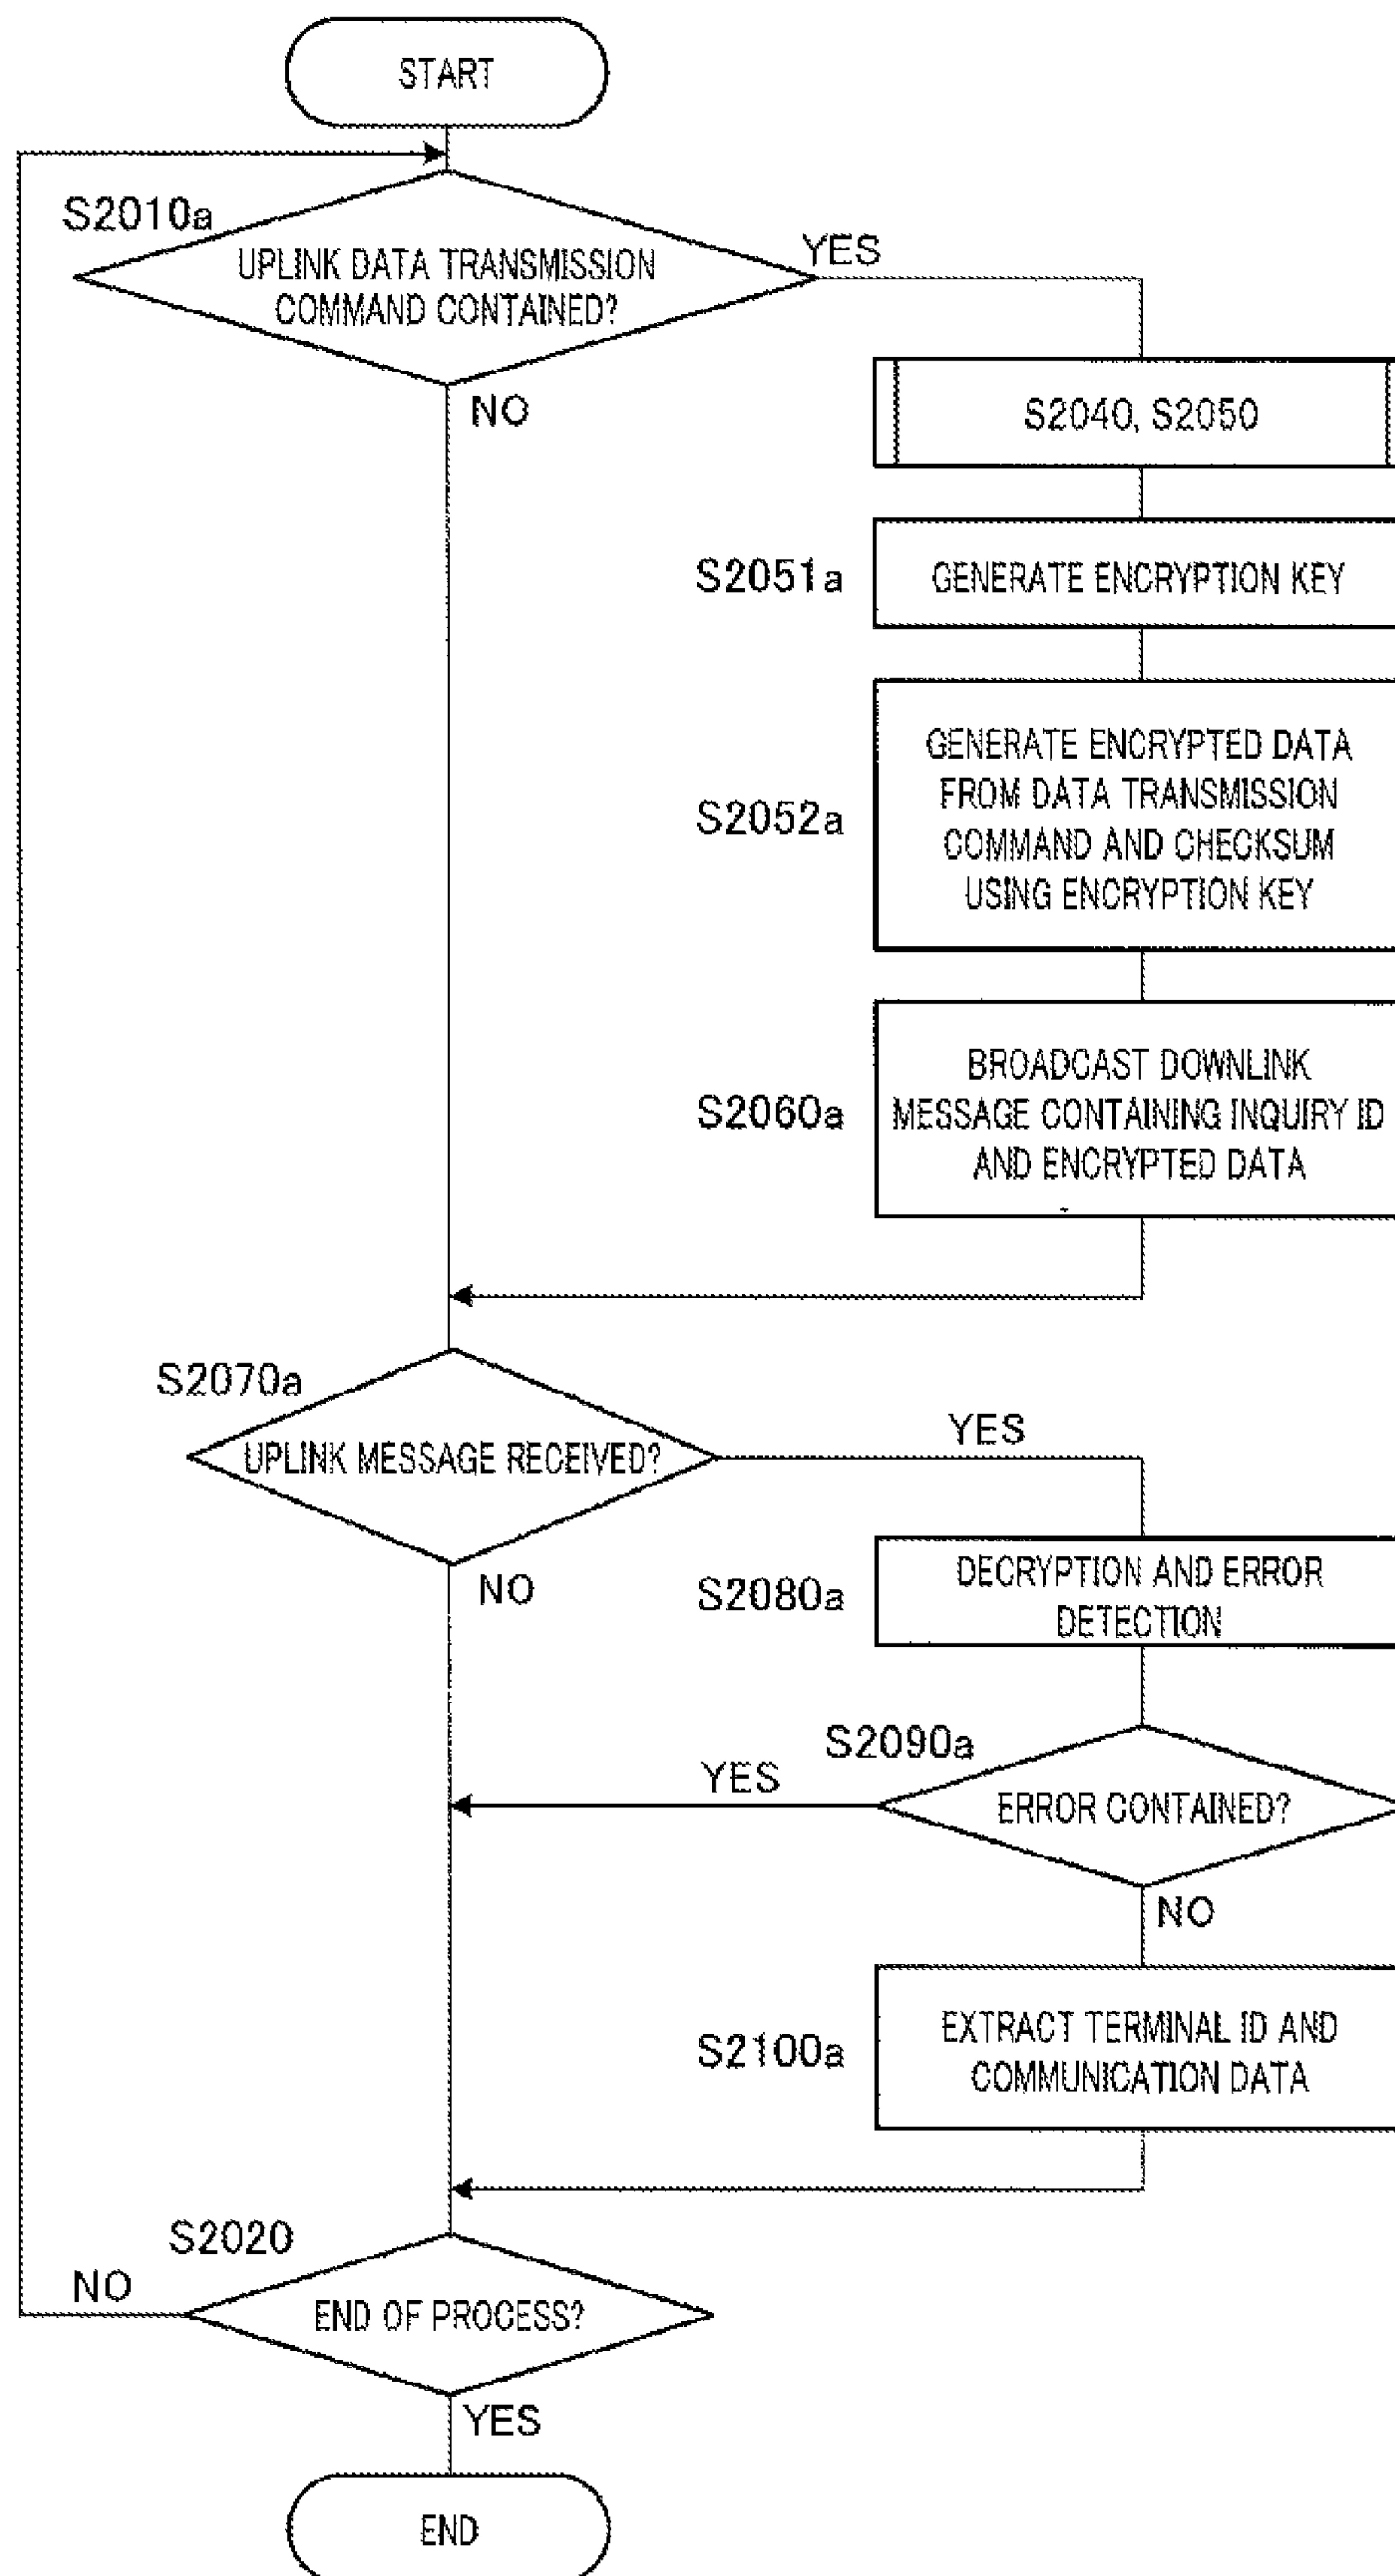 START
S2010a
UPLINK DATA TRANSMISSION
COMMAND CONTAINED?
YES
NO
S2040, S2050
S2051a
GENERATE ENCRYPTION KEY
S2052a
GENERATE ENCRYPTED DATA
FROM DATA TRANSMISSION
COMMAND AND CHECKSUM
USING ENCRYPTION KEY
S2060a
BROADCAST DOWNLINK
MESSAGE CONTAINING INQUIRY ID
AND ENCRYPTED DATA
S2070a
UPLINK MESSAGE RECEIVED?
YES
NO
S2080a
DECRYPTION AND ERROR
DETECTION
S2090a
YES
ERROR CONTAINED?
NO
S2100a
EXTRACT TERMINAL ID AND
COMMUNICATION DATA
S2020
NO
END OF PROCESS?
YES
END